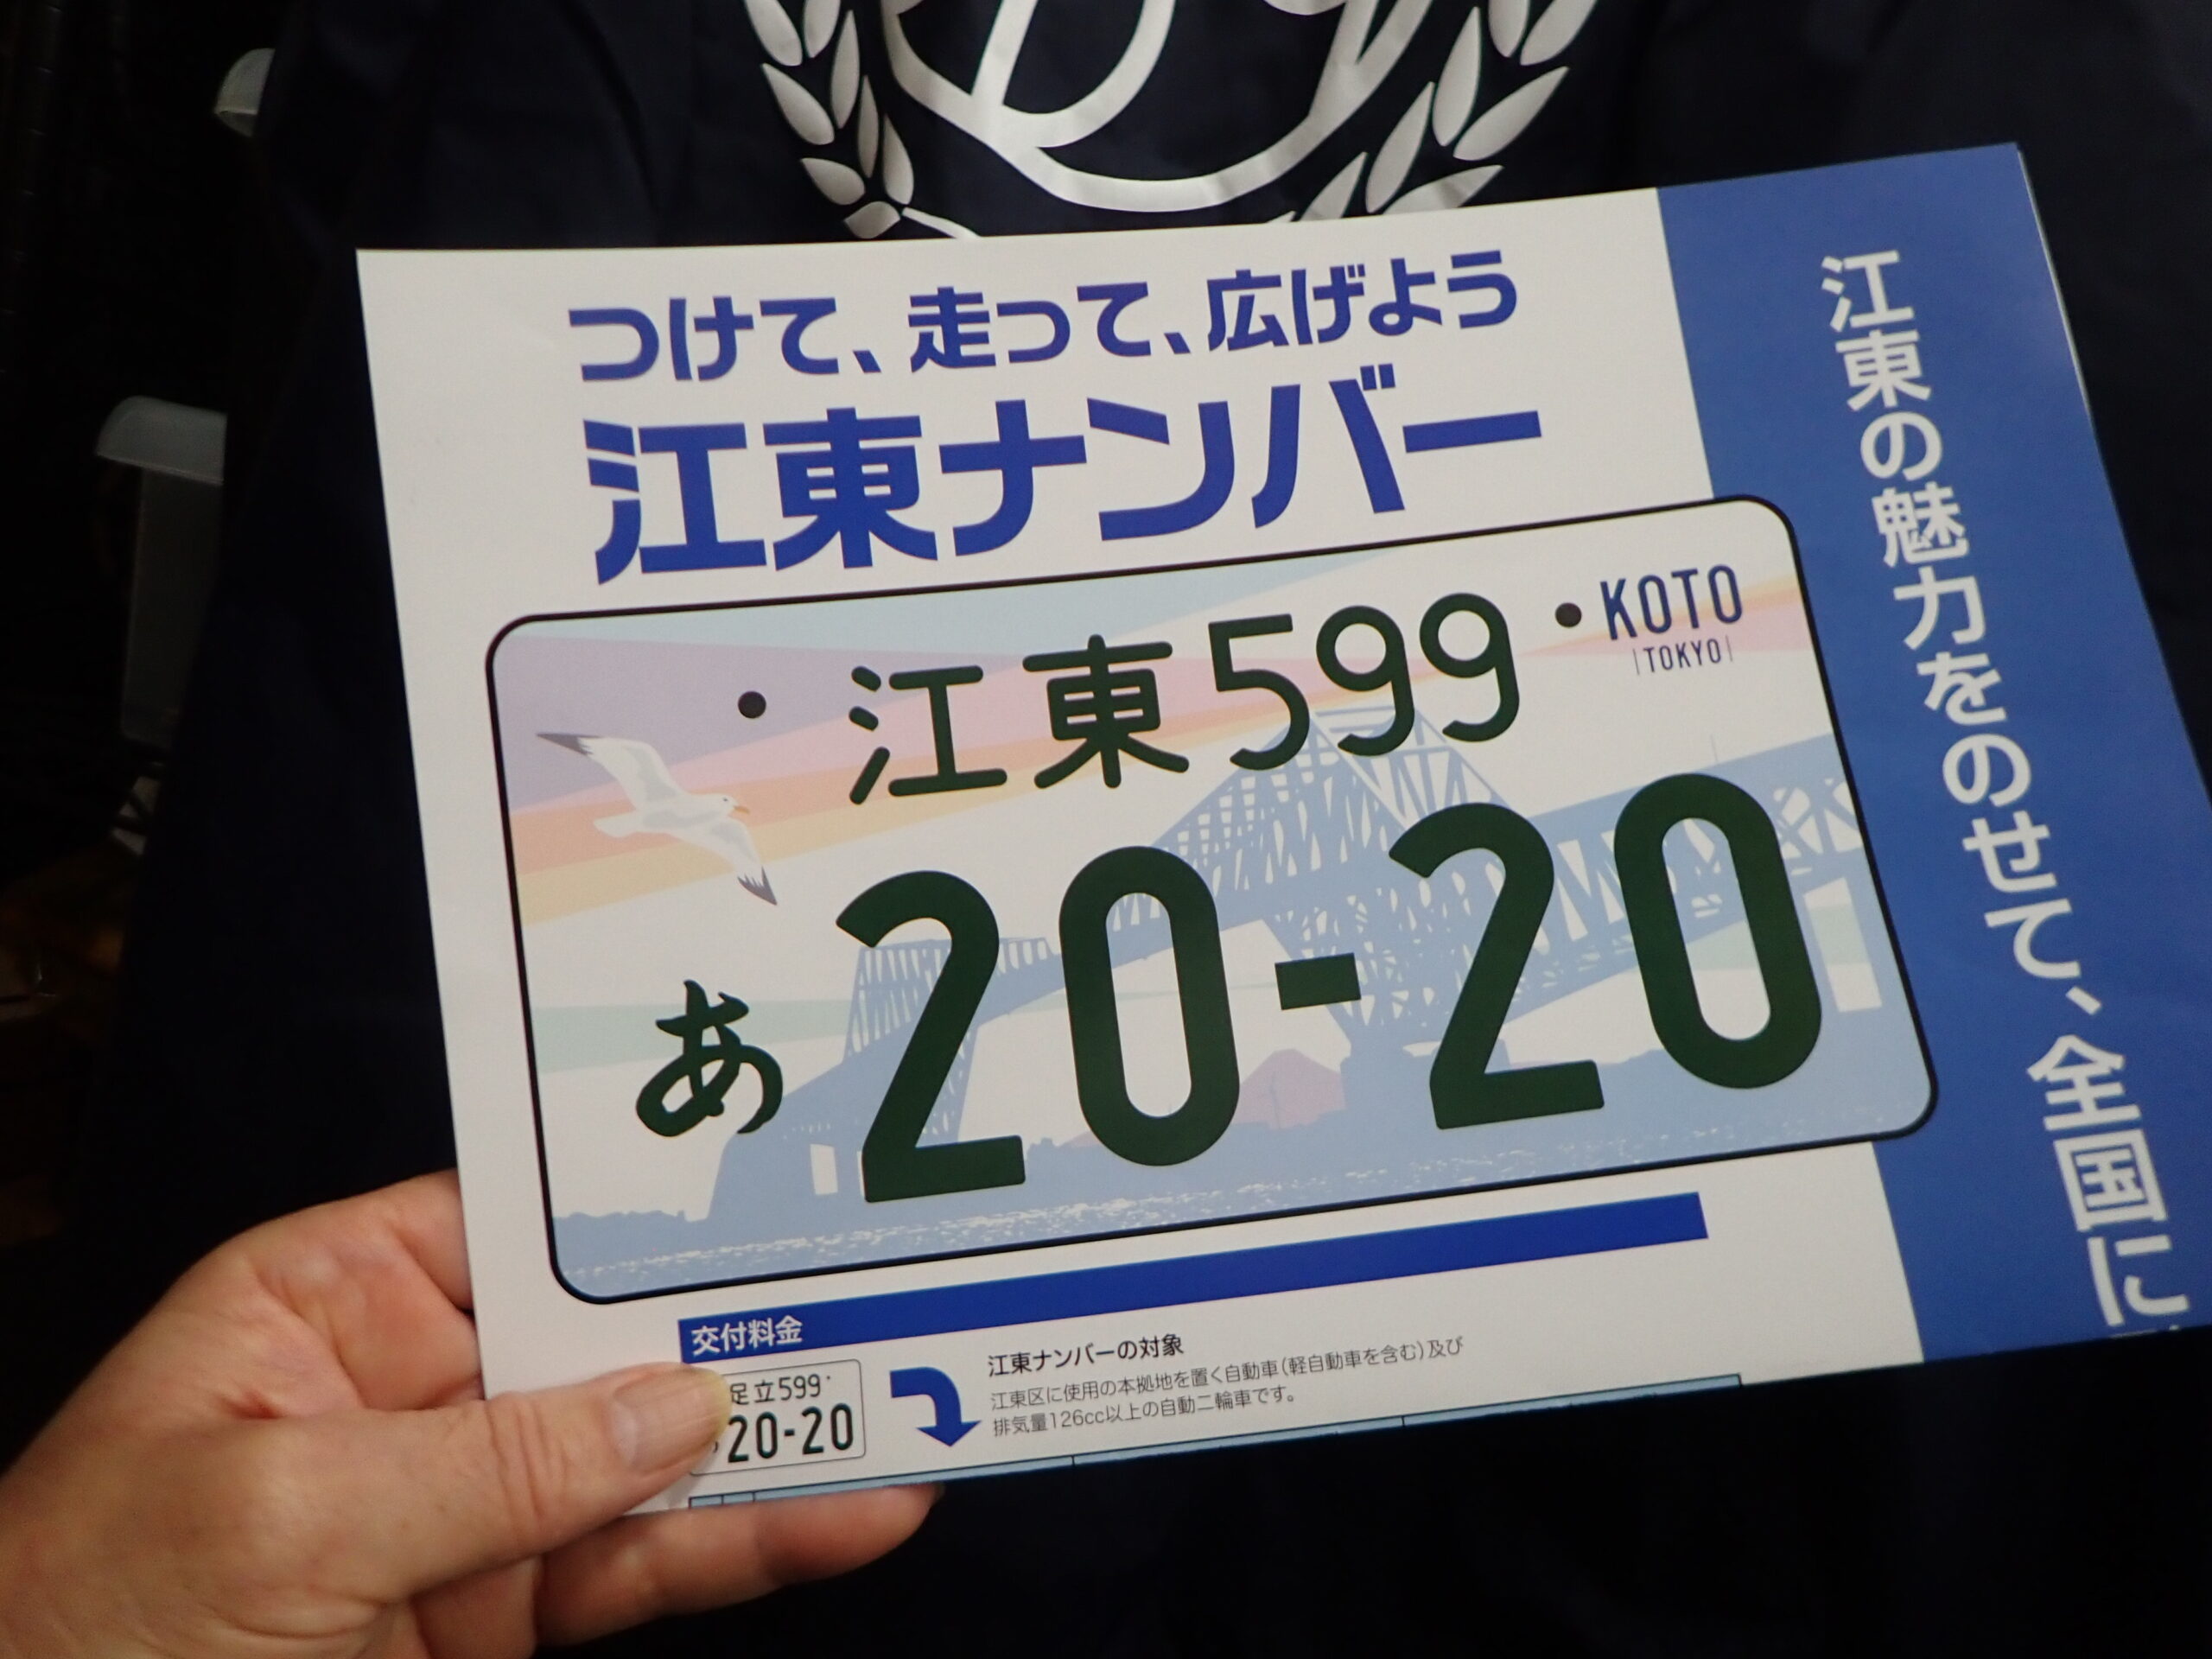 つけて、走って、広げよう
江東ナンバー
江東599
KOTO
TOKYO
あ 20-20
江東の魅力をのせて、全国に
交付料金
足立599
20-20
江東ナンバーの対象
江東区に使用の本拠地を置く自動車（軽自動車を含む）及び
排気量126cc以上の自動二輪車です。